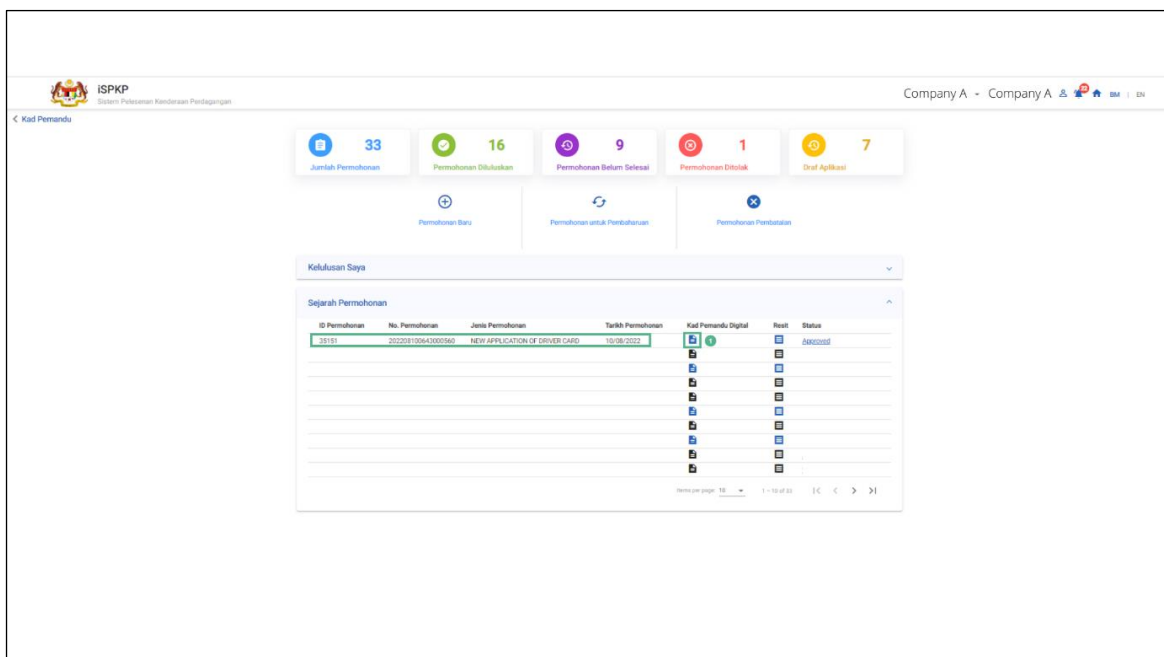 iSPKP
Sistem Pelesenan Kenderaan Perdagangan
Company A Company A 33 BM | EN
Kad Pemandu
33 16 9 1 7
Jumlah Permohonan Permohonan Diluluskan Permohonan Belum Selesai Permohonan Ditolak Draf Aplikasi
Permohonan Baru Permohonan untuk Pembaharuan Permohonan Pembatalan
Kelulusan Saya
Sejarah Permohonan
ID Permohonan No. Permohonan Jenis Permohonan Tarikh Permohonan Kad Pemandu Digital Resit Status
35151 NEW APPLICATION OF DRIVER CARD 10/08/2022 1 Approved
Items per page: 10 1 – 10 of 33